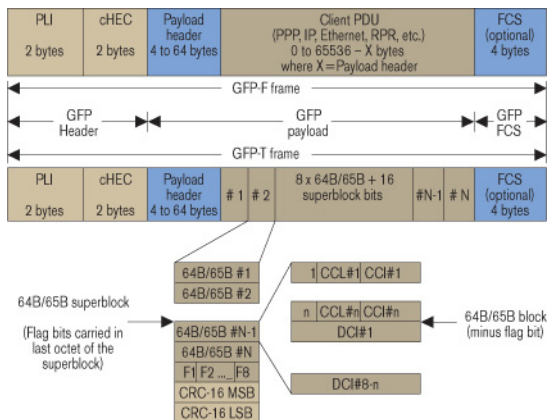 PLI
2 bytes
cHEC
2 bytes
Payload
header
4 to 64 bytes
Client PDU
(PPP, IP, Ethernet, RPR, etc.)
0 to 65536 – X bytes
where X = Payload header
FCS
(optional)
4 bytes
GFP-F frame
GFP
Header
GFP
payload
GFP
FCS
GFP-T frame
PLI
2 bytes
cHEC
2 bytes
Payload
header
4 to 64 bytes
# 1
# 2
8 x 64B/65B + 16
superblock bits
#N-1
# N
FCS
(optional)
4 bytes
64B/65B superblock
(Flag bits carried in
last octet of the
superblock)
64B/65B #1
64B/65B #2
64B/65B #N-1
64B/65B #N
F1 F2 ... F8
CRC-16 MSB
CRC-16 LSB
1 CCL#1 CCI#1
n CCL#n CCI#n
DCI#1
DCI#8-n
64B/65B block
(minus flag bit)